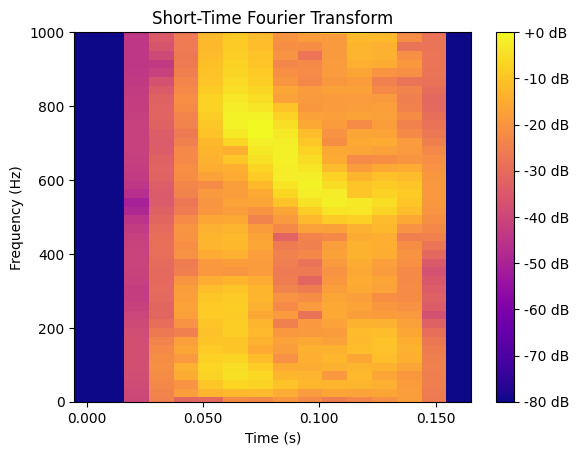 Short-Time Fourier Transform
1000
800
600
400
200
0
Frequency (Hz)
0.000
0.050
0.100
0.150
Time (s)
+0 dB
-10 dB
-20 dB
-30 dB
-40 dB
-50 dB
-60 dB
-70 dB
-80 dB